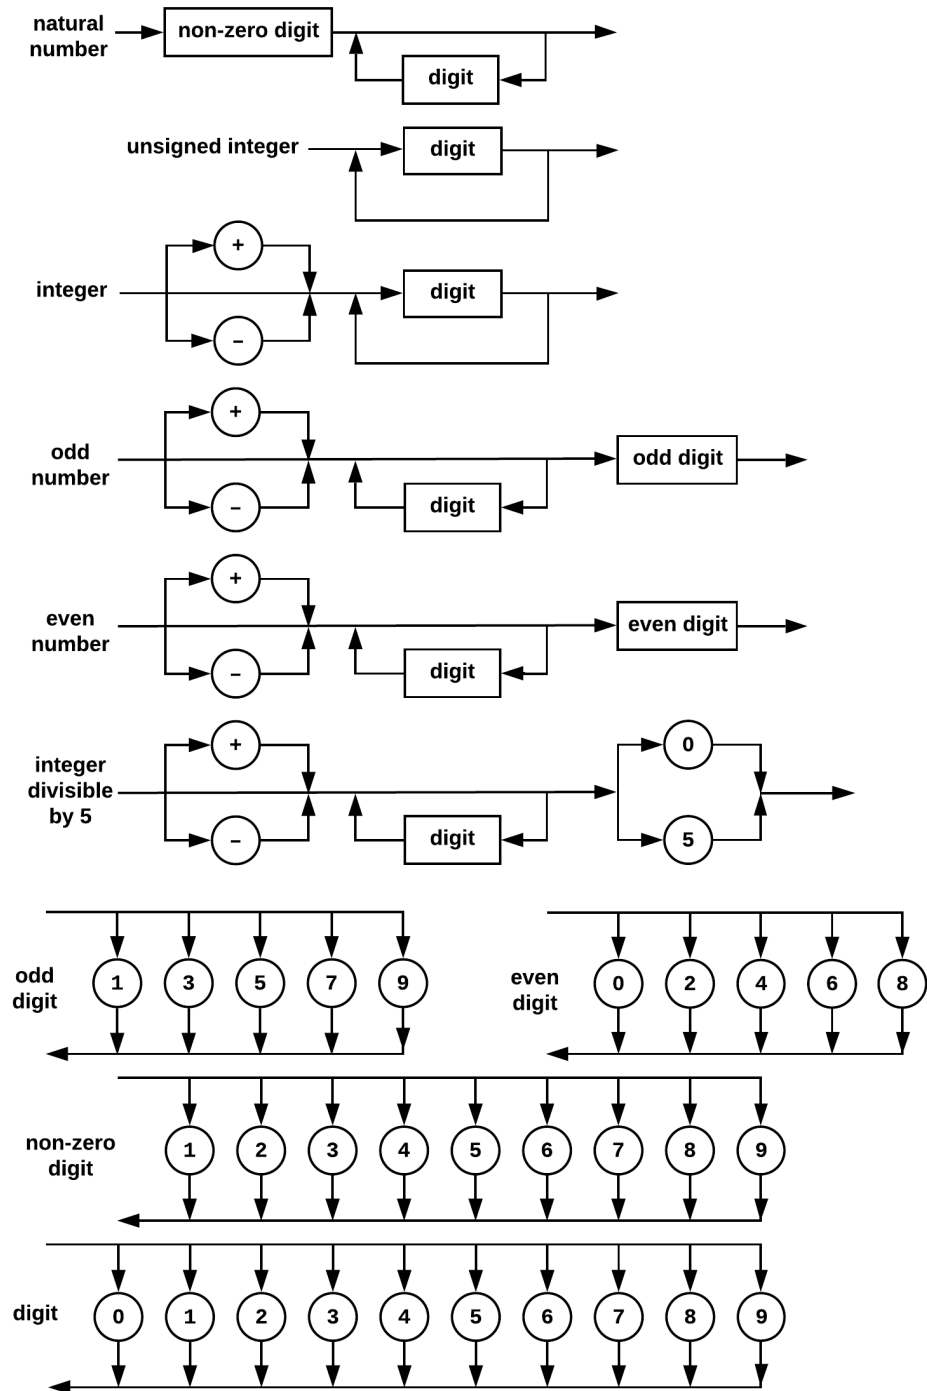 natural
number
non-zero digit
digit
unsigned integer
digit
+
integer
digit
–
+
odd
number
odd digit
digit
–
+
even
number
even digit
digit
–
+
0
integer
divisible
by 5
digit
–
5
odd
digit
1 3 5 7 9
even
digit
0 2 4 6 8
non-zero
digit
1 2 3 4 5 6 7 8 9
digit
0 1 2 3 4 5 6 7 8 9